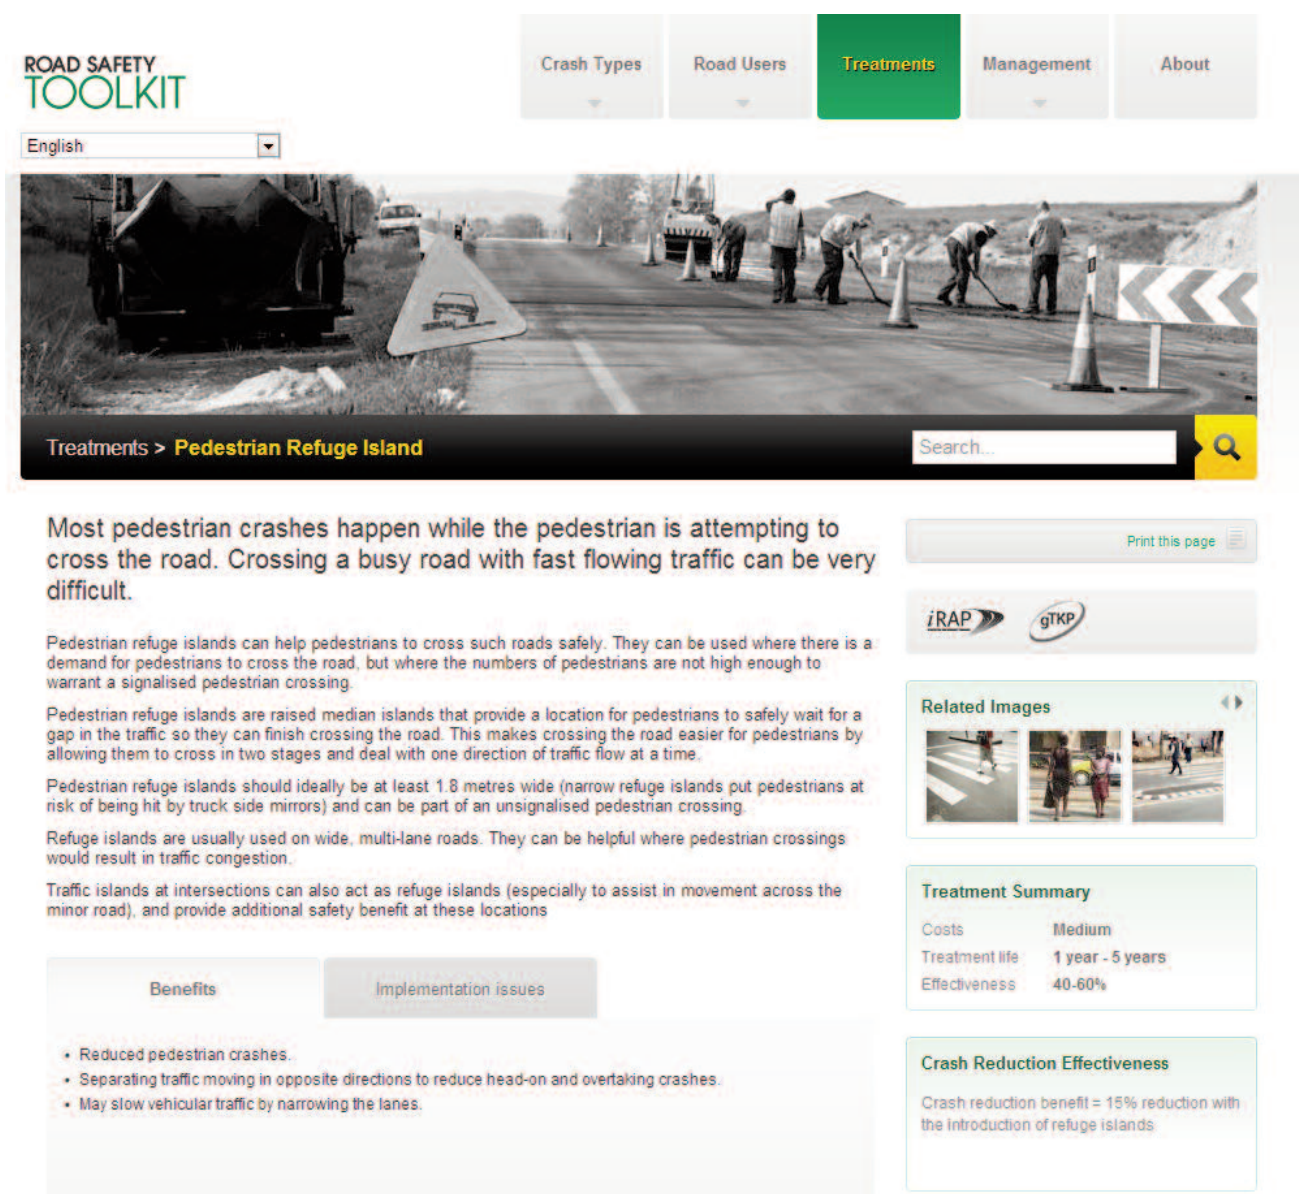 ROAD SAFETY
TOOLKIT
Crash Types
Road Users
Treatments
Management
About
English
Treatments > Pedestrian Refuge Island
Search...
Most pedestrian crashes happen while the pedestrian is attempting to
cross the road. Crossing a busy road with fast flowing traffic can be very
difficult.
Pedestrian refuge islands can help pedestrians to cross such roads safely. They can be used where there is a
demand for pedestrians to cross the road, but where the numbers of pedestrians are not high enough to
warrant a signalised pedestrian crossing.
Pedestrian refuge islands are raised median islands that provide a location for pedestrians to safely wait for a
gap in the traffic so they can finish crossing the road. This makes crossing the road easier for pedestrians by
allowing them to cross in two stages and deal with one direction of traffic flow at a time.
Pedestrian refuge islands should ideally be at least 1.8 metres wide (narrow refuge islands put pedestrians at
risk of being hit by truck side mirrors) and can be part of an unsignalised pedestrian crossing.
Refuge islands are usually used on wide, multi-lane roads. They can be helpful where pedestrian crossings
would result in traffic congestion.
Traffic islands at intersections can also act as refuge islands (especially to assist in movement across the
minor road), and provide additional safety benefit at these locations
Benefits
Implementation issues
• Reduced pedestrian crashes.
• Separating traffic moving in opposite directions to reduce head-on and overtaking crashes.
• May slow vehicular traffic by narrowing the lanes.
Print this page
iRAP
gTKP
Related Images
Treatment Summary
Costs Medium
Treatment life 1 year - 5 years
Effectiveness 40-60%
Crash Reduction Effectiveness
Crash reduction benefit = 15% reduction with
the introduction of refuge islands